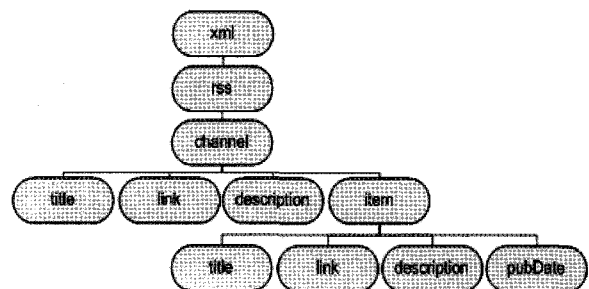 xml
rss
channel
title link description item
title link description pubDate